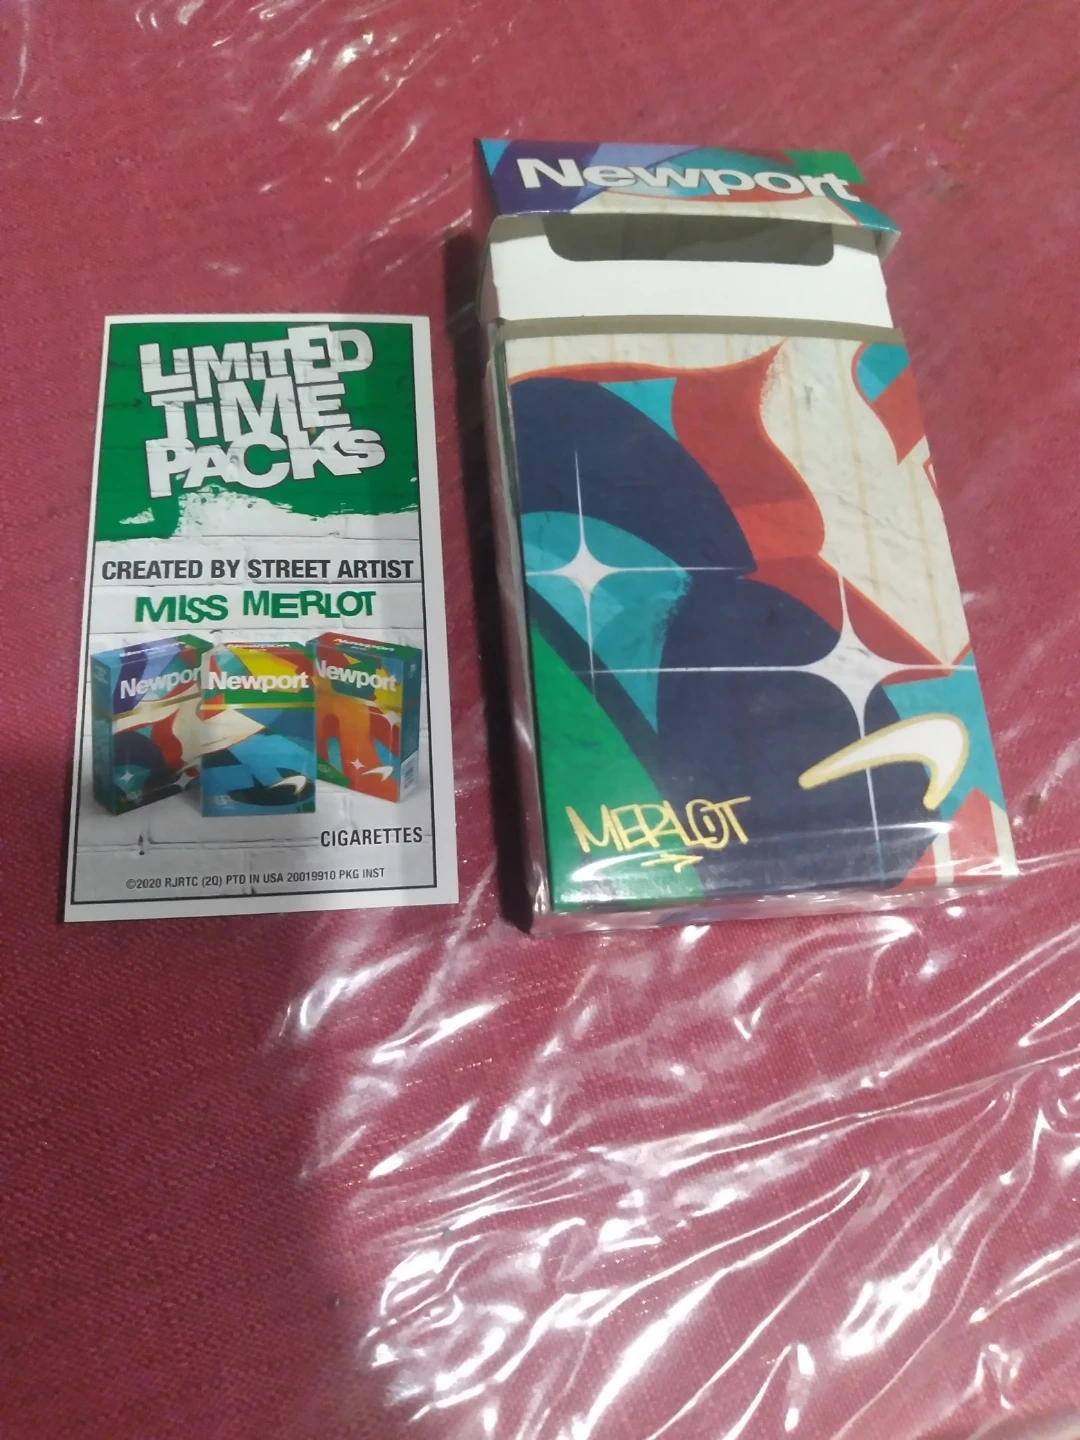 LIMITED
TIME
PACKS
CREATED BY STREET ARTIST
MISS MERLOT
Newport
Newport
Newport
CIGARETTES
©2020 RJRTC (2Q) PTD IN USA 20019910 PKG INST
Newport
MERLOT